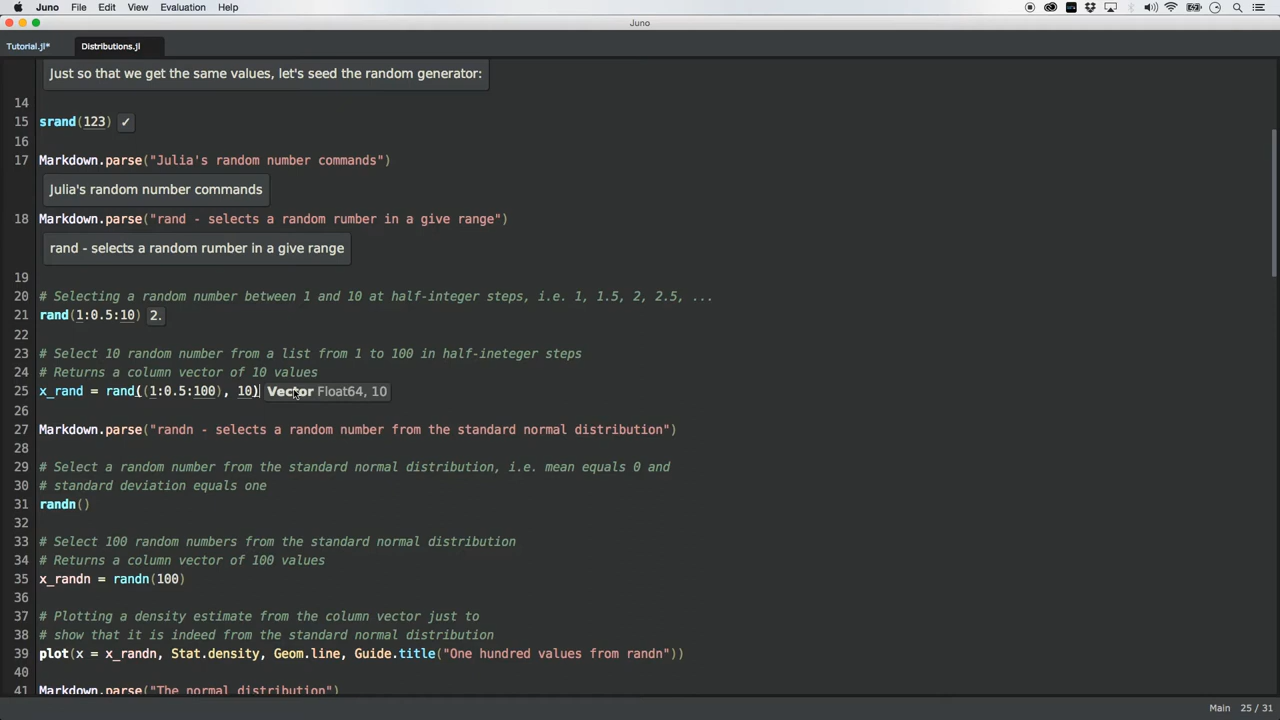 Juno File Edit View Evaluation Help
Juno
Tutorial.jl* Distributions.jl
Just so that we get the same values, let's seed the random generator:
14
15 srand(123) ✓
16
17 Markdown.parse("Julia's random number commands")
Julia's random number commands
18 Markdown.parse("rand - selects a random rumber in a give range")
rand - selects a random rumber in a give range
19
20 # Selecting a random number between 1 and 10 at half-integer steps, i.e. 1, 1.5, 2, 2.5, ...
21 rand(1:0.5:10) 2.
22
23 # Select 10 random number from a list from 1 to 100 in half-ineteger steps
24 # Returns a column vector of 10 values
25 x_rand = rand((1:0.5:100), 10) Vector Float64, 10
26
27 Markdown.parse("randn - selects a random number from the standard normal distribution")
28
29 # Select a random number from the standard normal distribution, i.e. mean equals 0 and
30 # standard deviation equals one
31 randn()
32
33 # Select 100 random numbers from the standard normal distribution
34 # Returns a column vector of 100 values
35 x_randn = randn(100)
36
37 # Plotting a density estimate from the column vector just to
38 # show that it is indeed from the standard normal distribution
39 plot(x = x_randn, Stat.density, Geom.line, Guide.title("One hundred values from randn"))
40
41 Markdown.parse("The normal distribution")
Main 25 / 31